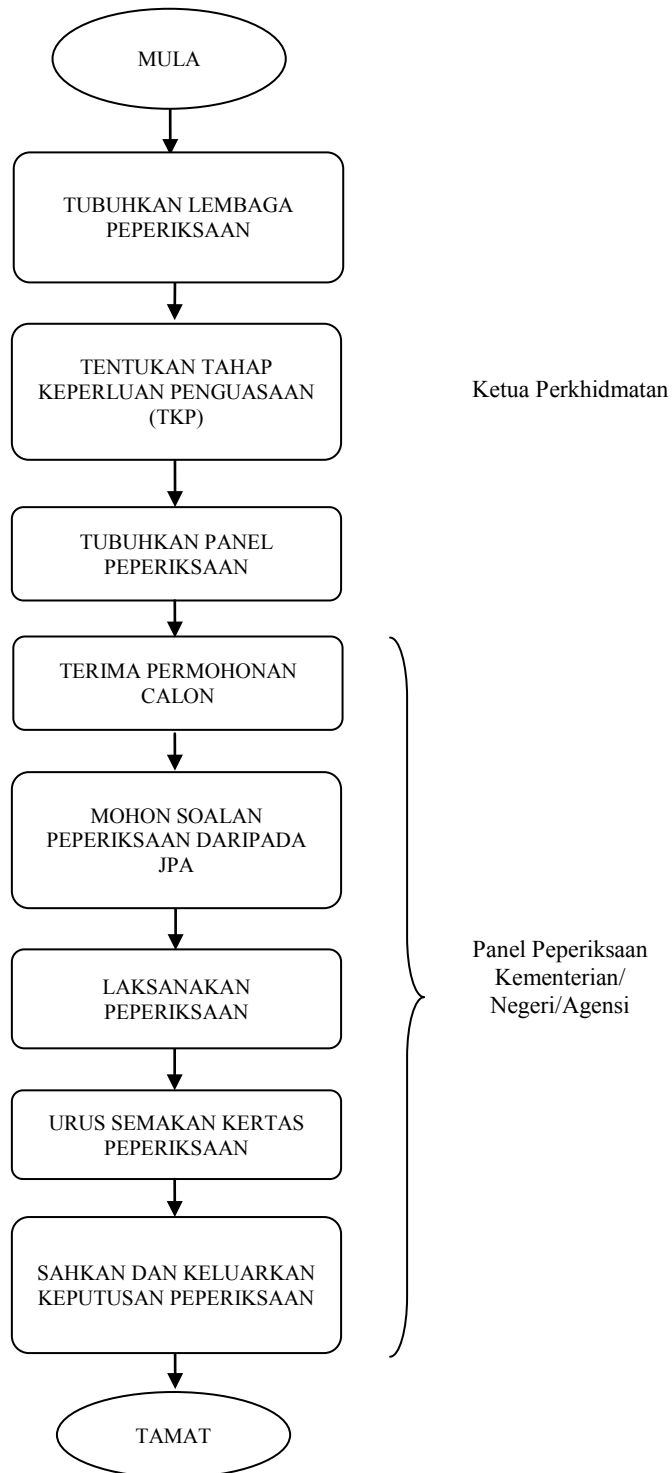 MULA
TUBUHKAN LEMBAGA
PEPERIKSAAN
TENTUKAN TAHAP
KEPERLUAN PENGUASAAN
(TKP)
Ketua Perkhidmatan
TUBUHKAN PANEL
PEPERIKSAAN
TERIMA PERMOHONAN
CALON
MOHON SOALAN
PEPERIKSAAN DARIPADA
JPA
LAKSANAKAN
PEPERIKSAAN
URUS SEMAKAN KERTAS
PEPERIKSAAN
SAHKAN DAN KELUARKAN
KEPUTUSAN PEPERIKSAAN
Panel Peperiksaan
Kementerian/
Negeri/Agensi
TAMAT